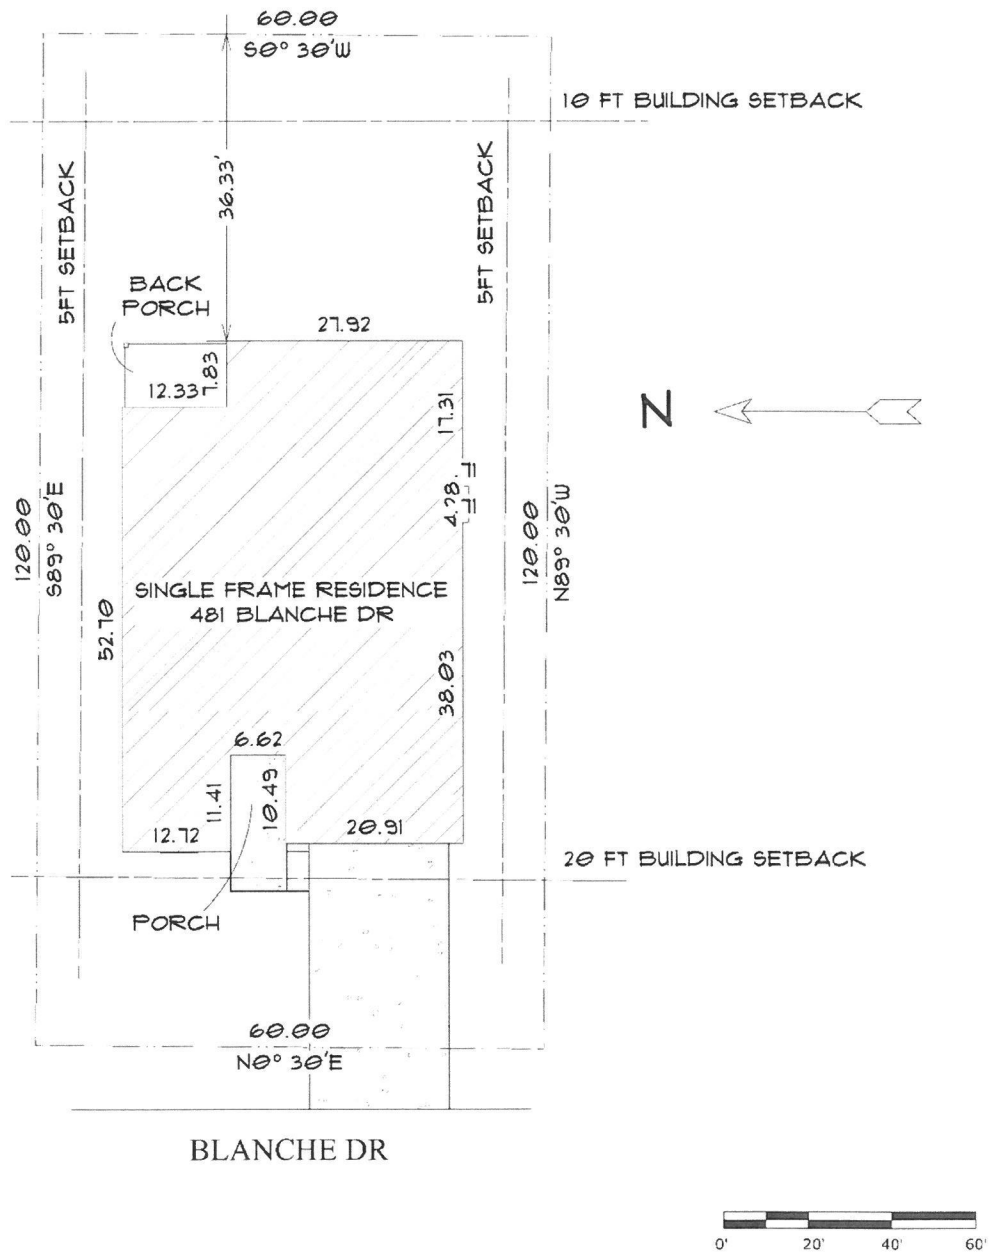 60.00
S0° 30'W
10 FT BUILDING SETBACK
5FT SETBACK
36.33'
5FT SETBACK
BACK
PORCH
27.92
12.33
7.83
17.31
N
4.28
120.00
S89° 30'E
120.00
N89° 30'W
SINGLE FRAME RESIDENCE
481 BLANCHE DR
52.70
38.03
6.62
11.41
10.49
12.72
20.91
20 FT BUILDING SETBACK
PORCH
60.00
N0° 30'E
BLANCHE DR
0' 20' 40' 60'